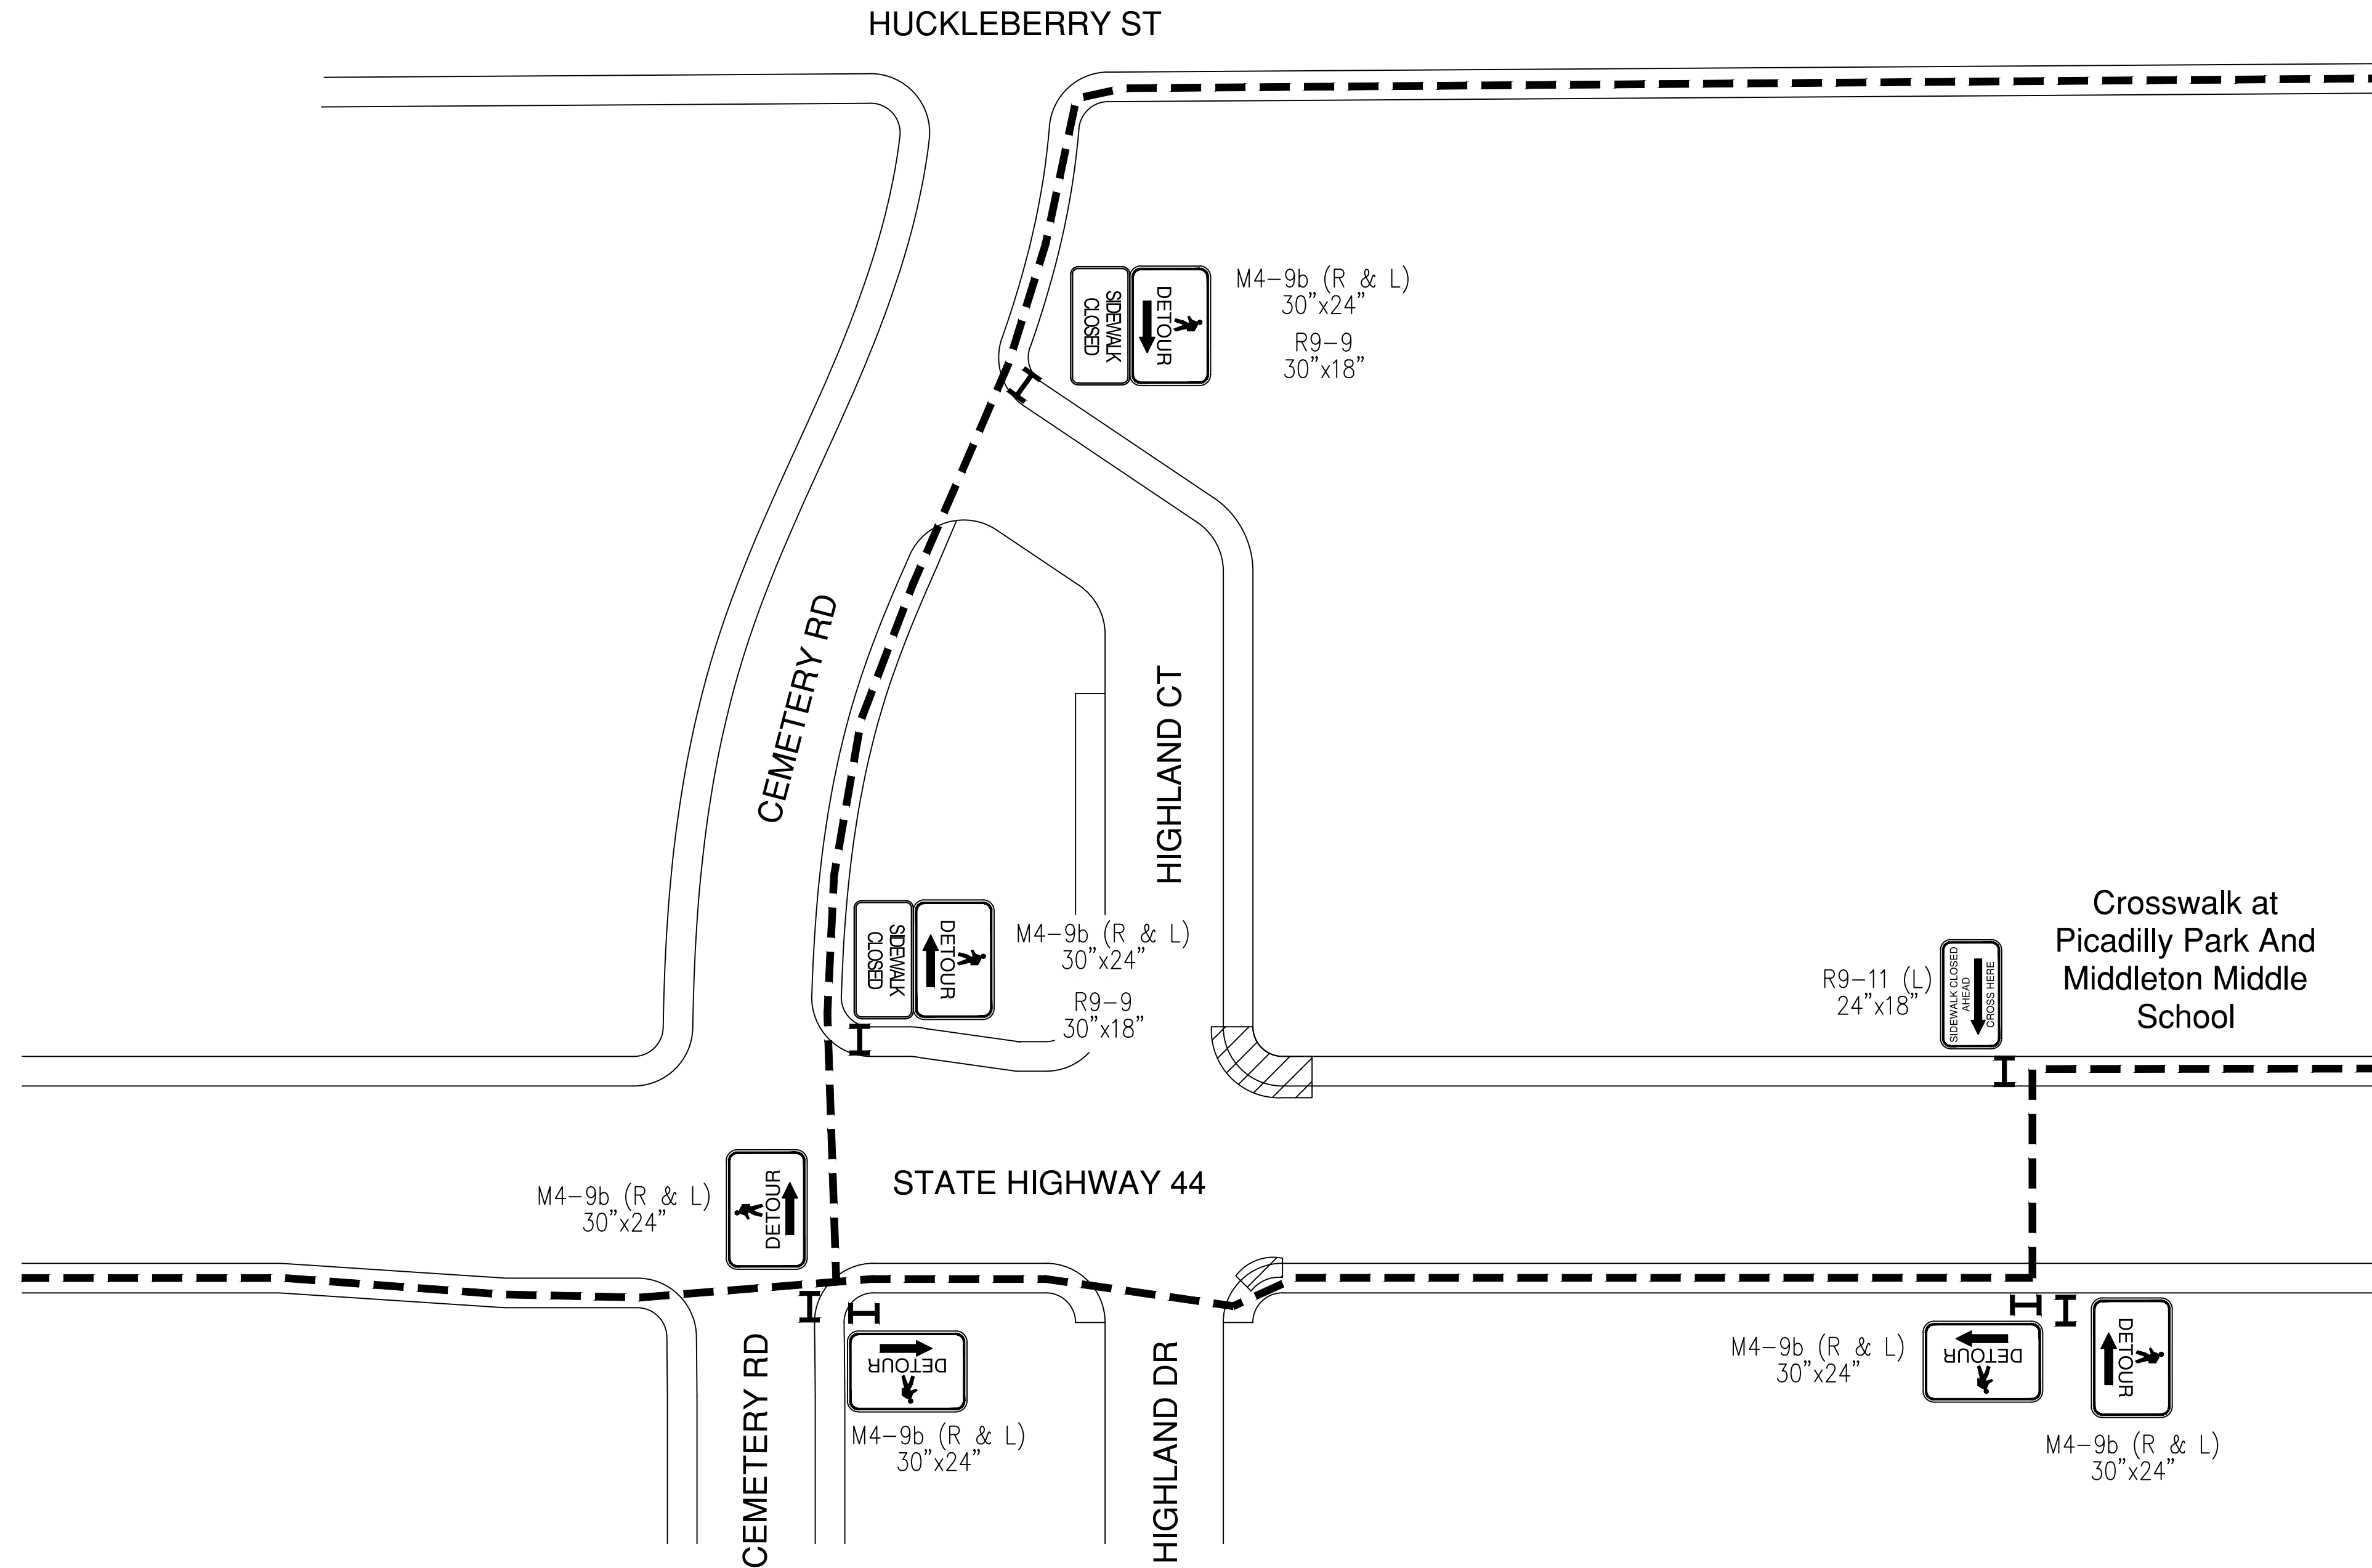 HUCKLEBERRY ST
SIDEWALK
CLOSED
DETOUR
M4-9b (R & L)
30"x24"
R9-9
30"x18"
CEMETERY RD
HIGHLAND CT
SIDEWALK
CLOSED
DETOUR
M4-9b (R & L)
30"x24"
R9-9
30"x18"
R9-11 (L)
24"x18"
SIDEWALK CLOSED
AHEAD
CROSS HERE
Crosswalk at
Picadilly Park And
Middleton Middle
School
STATE HIGHWAY 44
M4-9b (R & L)
30"x24"
DETOUR
CEMETERY RD
DETOUR
M4-9b (R & L)
30"x24"
HIGHLAND DR
M4-9b (R & L)
30"x24"
DETOUR
DETOUR
M4-9b (R & L)
30"x24"